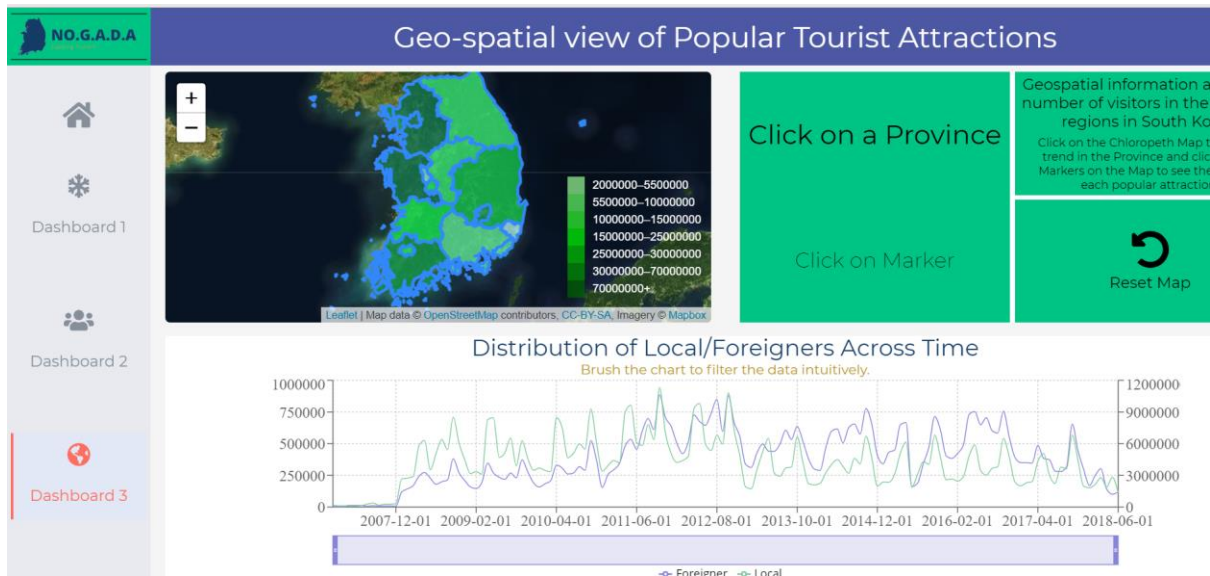 NO.G.A.D.A
Geo-spatial view of Popular Tourist Attractions
Dashboard 1
Dashboard 2
Dashboard 3
+
−
2000000–5500000
5500000–10000000
10000000–15000000
15000000–25000000
25000000–30000000
30000000–70000000
70000000+
Leaflet | Map data © OpenStreetMap contributors, CC-BY-SA, Imagery © Mapbox
Click on a Province
Click on Marker
Geospatial information a
number of visitors in the
regions in South Ko
Click on the Chloropeth Map t
trend in the Province and clic
Markers on the Map to see the
each popular attractio
Reset Map
Distribution of Local/Foreigners Across Time
Brush the chart to filter the data intuitively.
1000000
750000
500000
250000
0
12000000
9000000
6000000
3000000
0
2007-12-01 2009-02-01 2010-04-01 2011-06-01 2012-08-01 2013-10-01 2014-12-01 2016-02-01 2017-04-01 2018-06-01
Foreigner Local